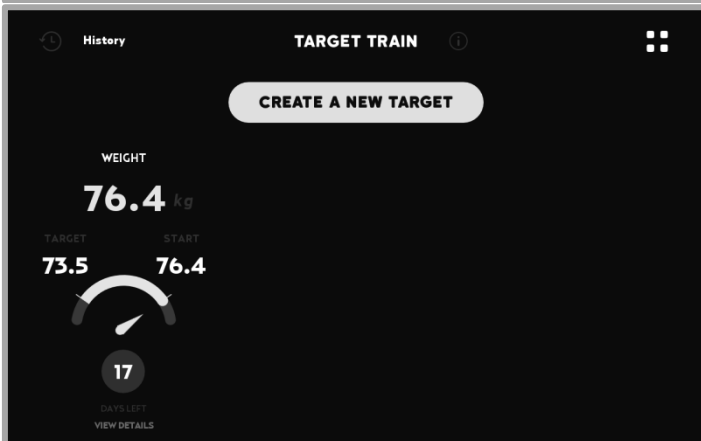 History
TARGET TRAIN
CREATE A NEW TARGET
WEIGHT
76.4 kg
TARGET START
73.5 76.4
17
DAYS LEFT
VIEW DETAILS